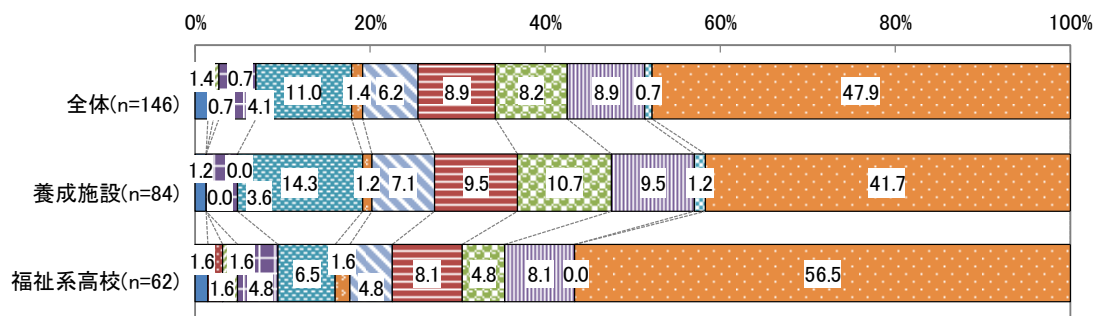 0% 20% 40% 60% 80% 100%
全体(n=146) 1.4 0.7 0.7 4.1 11.0 1.4 6.2 8.9 8.2 8.9 0.7 47.9
養成施設(n=84) 1.2 0.0 0.0 3.6 14.3 1.2 7.1 9.5 10.7 9.5 1.2 41.7
福祉系高校(n=62) 1.6 1.6 1.6 4.8 6.5 1.6 4.8 8.1 4.8 8.1 0.0 56.5